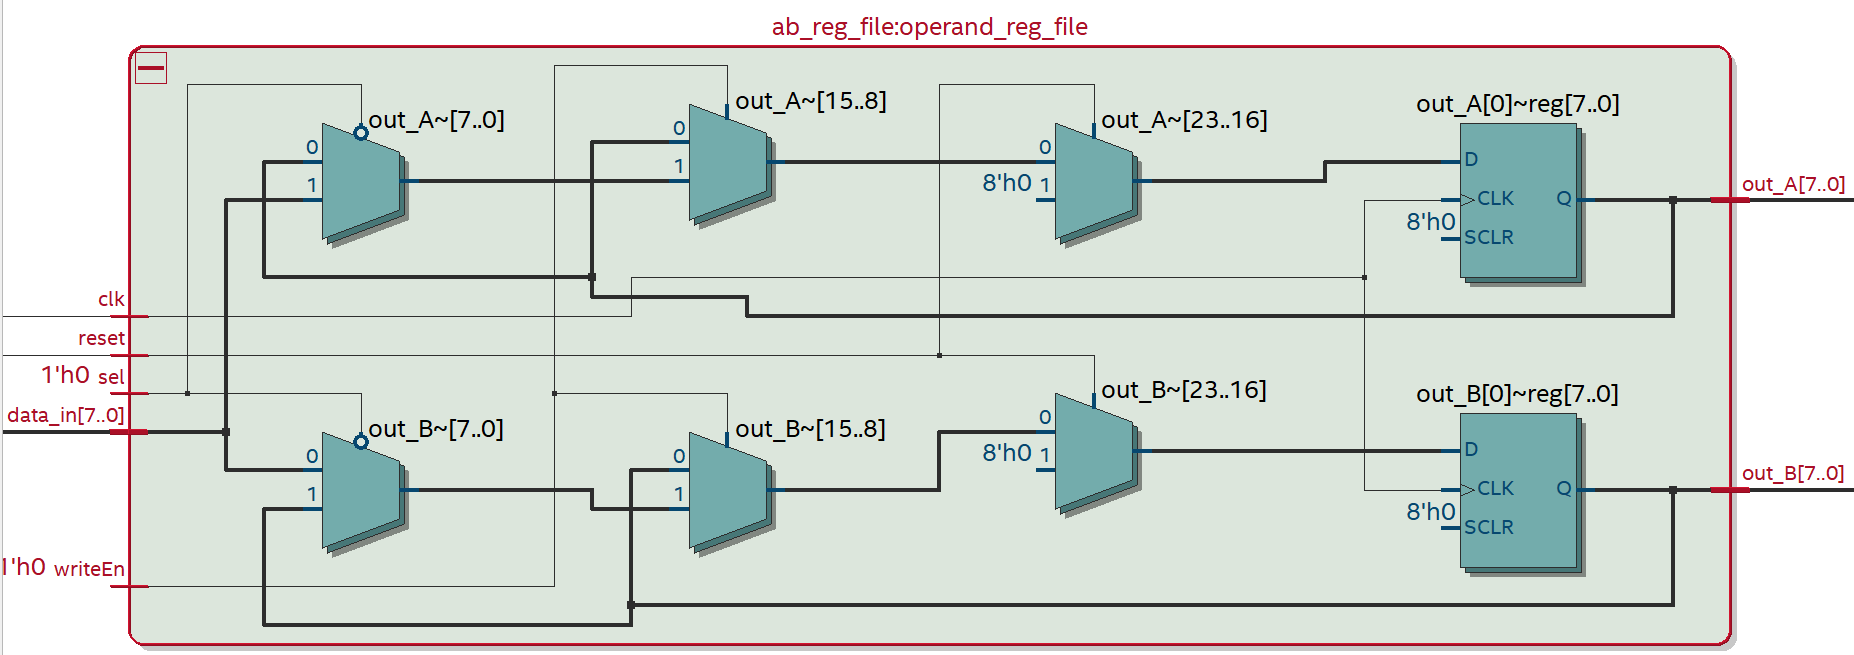 ab_reg_file:operand_reg_file
out_A~[7..0]
0
1
out_A~[15..8]
0
1
out_A~[23..16]
0
8'h0 1
out_A[0]~reg[7..0]
D
CLK
Q
8'h0
SCLR
out_A[7..0]
clk
reset
1'h0 sel
data_in[7..0]
1'h0 writeEn
out_B~[7..0]
0
1
out_B~[15..8]
0
1
out_B~[23..16]
0
8'h0 1
out_B[0]~reg[7..0]
D
CLK
Q
8'h0
SCLR
out_B[7..0]